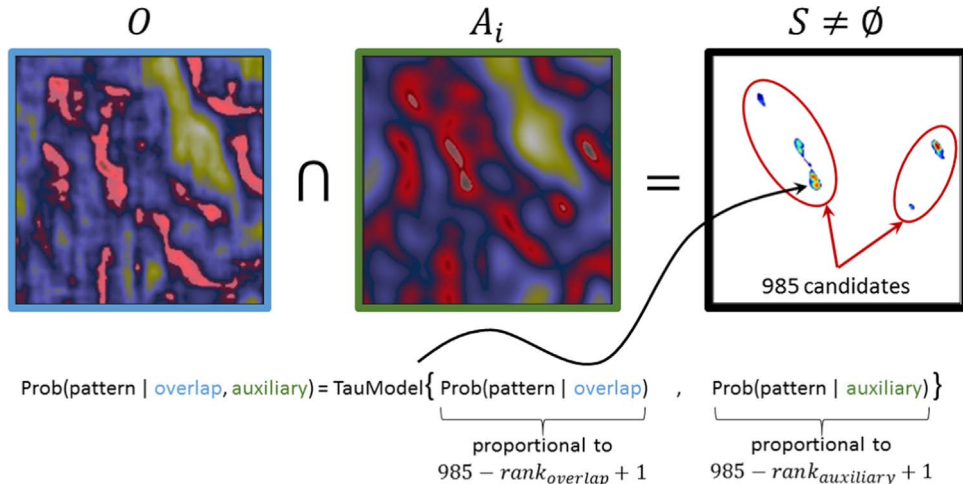 O A_i S ≠ ∅
∩ =
985 candidates
Prob(pattern | overlap, auxiliary) = TauModel{ Prob(pattern | overlap) , Prob(pattern | auxiliary) }
proportional to proportional to
985 − rank_overlap + 1 985 − rank_auxiliary + 1